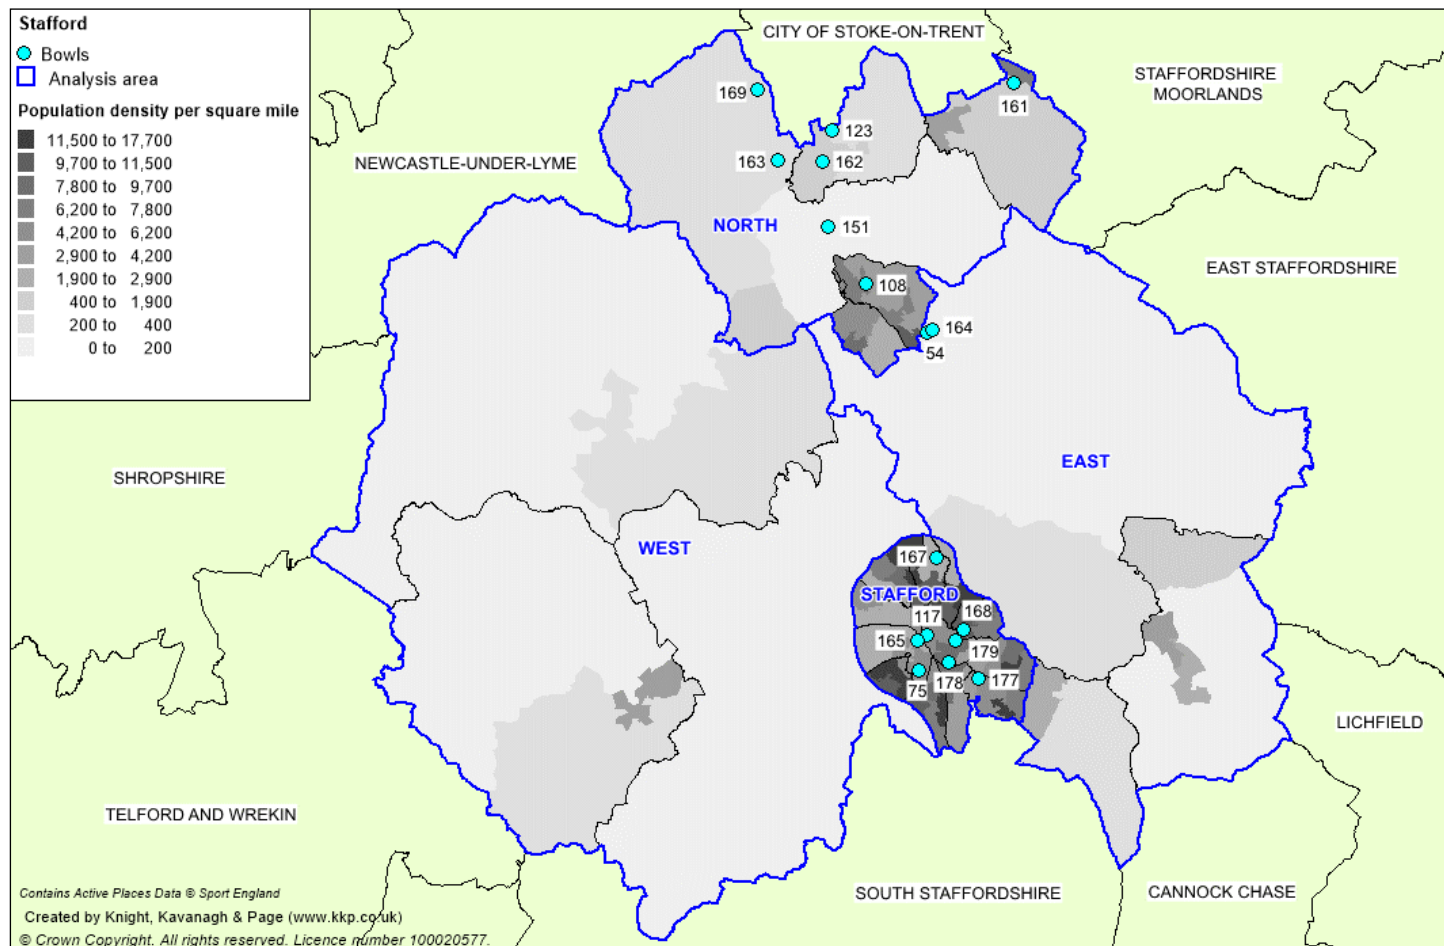 Stafford
Bowls
Analysis area
Population density per square mile
11,500 to 17,700
9,700 to 11,500
7,800 to 9,700
6,200 to 7,800
4,200 to 6,200
2,900 to 4,200
1,900 to 2,900
400 to 1,900
200 to 400
0 to 200
CITY OF STOKE-ON-TRENT
STAFFORDSHIRE
MOORLANDS
169
161
123
NEWCASTLE-UNDER-LYME
163
162
NORTH
151
EAST STAFFORDSHIRE
108
164
54
EAST
SHROPSHIRE
WEST
167
STAFFORD
117
168
165
179
75
178
177
LICHFIELD
TELFORD AND WREKIN
SOUTH STAFFORDSHIRE
CANNOCK CHASE
Contains Active Places Data © Sport England
Created by Knight, Kavanagh & Page (www.kkp.co.uk)
© Crown Copyright. All rights reserved. Licence number 100020577.